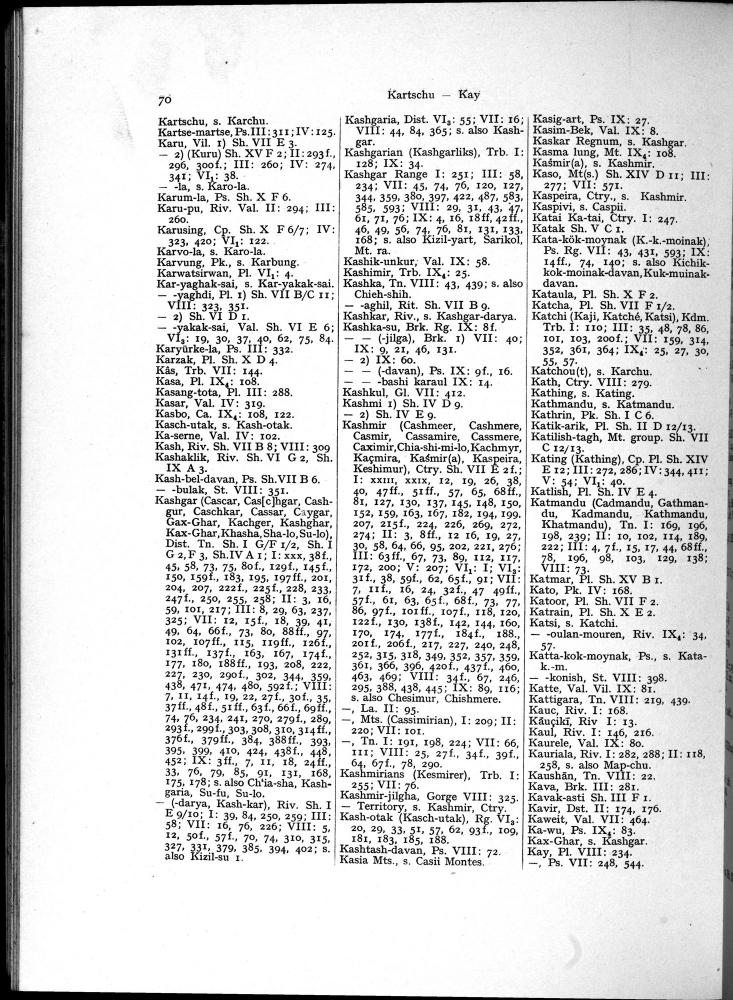 70
Kartschu — Kay
Kartschu, s. Karchu.
Kartse-martse, Ps. III: 311; IV: 125.
Karu, Vil. 1) Sh. VII E 3.
— 2) (Kuru) Sh. XV F 2; II: 293f.,
296, 300f.; III: 260; IV: 274,
341; VI₁: 38.
— -la, s. Karo-la.
Karum-la, Ps. Sh. X F 6.
Karu-pu, Riv. Val. II: 294; III:
260.
Karusing, Cp. Sh. X F 6/7; IV:
323, 420; VI₁: 122.
Karvo-la, s. Karo-la.
Karvung, Pk., s. Karbung.
Karwatsirwan, Pl. VI₁: 4.
Kar-yaghak-sai, s. Kar-yakak-sai.
— -yaghdi, Pl. 1) Sh. VII B/C 11;
VIII: 323, 351.
— 2) Sh. VI D 1.
— -yakak-sai, Val. Sh. VI E 6;
VI₃: 19, 30, 37, 40, 62, 75, 84.
Karyürke-la, Ps. III: 332.
Karzak, Pl. Sh. X D 4.
Kâs, Trb. VII: 144.
Kasa, Pl. IX₄: 108.
Kasang-tota, Pl. III: 288.
Kasar, Val. IV: 319.
Kasbo, Ca. IX₄: 108, 122.
Kasch-utak, s. Kash-otak.
Ka-serne, Val. IV: 102.
Kash, Riv. Sh. VII B 8; VIII: 309
Kashaklik, Riv. Sh. VI G 2, Sh.
IX A 3.
Kash-bel-davan, Ps. Sh. VII B 6.
— -bulak, St. VIII: 351.
Kashgar (Cascar, Cas[c]hgar, Cash-
gur, Caschkar, Cassar, Caygar,
Gax-Ghar, Kachger, Kashghar,
Kax-Ghar, Khasha, Sha-lo, Su-lo),
Dist. Tn. Sh. I G/F 1/2, Sh. I
G 2, F 3, Sh. IV A 1; I: xxx, 38f.,
45, 58, 73, 75, 80f., 129f., 145f.,
150, 159f., 183, 195, 197ff., 201,
204, 207, 222f., 225f., 228, 233,
247f., 250, 255, 258; II: 3, 16,
59, 101, 217; III: 8, 29, 63, 237,
325; VII: 12, 15f., 18, 39, 41,
49, 64, 66f., 73, 80, 88ff., 97,
102, 107ff., 115, 119ff., 126f.,
131ff., 137f., 163, 167, 174f.,
177, 180, 188ff., 193, 208, 222,
227, 230, 290f., 302, 344, 359,
438, 471, 474, 480, 592f.; VIII:
7, 11, 14f., 19, 22, 27f., 30f., 35,
37ff., 48f., 51ff., 63f., 66f., 69ff.,
74, 76, 234, 241, 270, 279f., 289,
293f., 299f., 303, 308, 310, 314ff.,
376f., 379ff., 384, 388ff., 393,
395, 399, 410, 424, 438f., 448,
452; IX: 3ff., 7, 11, 18, 24ff.,
33, 76, 79, 85, 91, 131, 168,
175, 178; s. also Ch'ia-sha, Kash-
garia, Su-fu, Su-lo.
— (-darya, Kash-kar), Riv. Sh. I
E 9/10; I: 39, 84, 250, 259; III:
58; VII: 16, 76, 226; VIII: 5,
12, 50f., 57f., 70, 74, 310, 315,
327, 331, 379, 385, 394, 402; s.
also Kizil-su 1.
Kashgaria, Dist. VI₃: 55; VII: 16;
VIII: 44, 84, 365; s. also Kash-
gar.
Kashgarian (Kashgarliks), Trb. I:
128; IX: 34.
Kashgar Range I: 251; III: 58,
234; VII: 45, 74, 76, 120, 127,
344, 359, 380, 397, 422, 487, 583,
585, 593; VIII: 29, 31, 43, 47,
61, 71, 76; IX: 4, 16, 18ff, 42ff.,
46, 49, 56, 74, 76, 81, 131, 133,
168; s. also Kizil-yart, Sarikol,
Mt. ra.
Kashik-unkur, Val. IX: 58.
Kashimir, Trb. IX₄: 25.
Kashka, Tn. VIII: 43, 439; s. also
Chieh-shih.
— -aghil, Rit. Sh. VII B 9.
Kashkar, Riv., s. Kashgar-darya.
Kashka-su, Brk. Rg. IX: 8f.
— — (-jilga), Brk. 1) VII: 40;
IX: 9, 21, 46, 131.
— — 2) IX: 60.
— — (-davan), Ps. IX: 9f., 16.
— — -bashi karaul IX: 14.
Kashkul, Gl. VII: 412.
Kashmi 1) Sh. IV D 9.
— 2) Sh. IV E 9.
Kashmir (Cashmeer, Cashmere,
Casmir, Cassamire, Cassmere,
Caximir, Chia-shi-mi-lo, Kachmyr,
Kaçmira, Kaśmir(a), Kaspeira,
Keshimur), Ctry. Sh. VII E 2f.;
I: XXIII, XXIX, 12, 19, 26, 38,
40, 47ff., 51ff., 57, 65, 68ff.,
81, 127, 130, 137, 145, 148, 150,
152, 159, 163, 167, 182, 194, 199,
207, 215f., 224, 226, 269, 272,
274; II: 3, 8ff., 12 16, 19, 27,
30, 58, 64, 66, 95, 202, 221, 276;
III: 63ff., 67, 73, 89, 112, 117,
172, 200; V: 207; VI₁: I; VI₃:
31f., 38, 59f., 62, 65f., 91; VII:
7, 11f., 16, 24, 32f., 47 49ff.,
57f., 61, 63, 65f., 68f., 73, 77,
86, 97f., 101ff., 107f., 118, 120,
122f., 130, 138f., 142, 144, 160,
170, 174, 177f., 184f., 188.,
201f., 206f., 217, 227, 240, 248,
252, 315, 318, 349, 352, 357, 359,
361, 366, 396, 420f., 437f., 460,
463, 469; VIII: 34f., 67, 246,
295, 388, 438, 445; IX: 89, 116;
s. also Chesimur, Chishmere.
—, La. II: 95.
—, Mts. (Cassimirian), I: 209; II:
220; VII: 101.
—, Tn. I: 191, 198, 224; VII: 66,
111; VIII: 25, 27f., 34f., 39f.,
64, 67f., 78, 290.
Kashmirians (Kesmirer), Trb. I:
255; VII: 76.
Kashmir-jilgha, Gorge VIII: 325.
— Territory, s. Kashmir, Ctry.
Kash-otak (Kasch-utak), Rg. VI₃:
20, 29, 33, 51, 57, 62, 93f., 109,
181, 183, 185, 188.
Kashtash-davan, Ps. VIII: 72.
Kasia Mts., s. Casii Montes.
Kasig-art, Ps. IX: 27.
Kasim-Bek, Val. IX: 8.
Kaskar Regnum, s. Kashgar.
Kasma lung, Mt. IX₄: 108.
Kaśmir(a), s. Kashmir.
Kaso, Mt(s.) Sh. XIV D 11; III:
277; VII: 571.
Kaspeira, Ctry., s. Kashmir.
Kaspivi, s. Caspii.
Katai Ka-tai, Ctry. I: 247.
Katak Sh. V C 1.
Kata-kök-moynak (K.-k.-moinak),
Ps. Rg. VII: 43, 431, 593; IX:
14ff., 74, 140; s. also Kichik-
kok-moinak-davan, Kuk-muinak-
davan.
Kataula, Pl. Sh. X F 2.
Katcha, Pl. Sh. VII F 1/2.
Katchi (Kaji, Katché, Katsi), Kdm.
Trb. I: 110; III: 35, 48, 78, 86,
101, 103, 200f.; VII: 159, 314,
352, 361, 364; IX₄: 25, 27, 30,
55, 57.
Katchou(t), s. Karchu.
Kath, Ctry. VIII: 279.
Kathing, s. Kating.
Kathmandu, s. Katmandu.
Kathrin, Pk. Sh. I C 6.
Katik-arik, Pl. Sh. II D 12/13.
Katilish-tagh, Mt. group. Sh. VII
C 12/13.
Kating (Kathing), Cp. Pl. Sh. XIV
E 12; III: 272, 286; IV: 344, 411;
V: 54; VI₁: 40.
Katlish, Pl. Sh. IV E 4.
Katmandu (Cadmandu, Gathman-
du, Kadmandu, Kathmandu,
Khatmandu), Tn. I: 169, 196,
198, 239; II: 10, 102, 114, 189,
222; III: 4, 7f., 15, 17, 44, 68ff.,
78, 196, 98, 103, 129, 138;
VIII: 73.
Katmar, Pl. Sh. XV B 1.
Kato, Pk. IV: 168.
Katoor, Pl. Sh. VII F 2.
Katrain, Pl. Sh. X E 2.
Katsi, s. Katchi.
— -oulan-mouren, Riv. IX₄: 34,
57.
Katta-kok-moynak, Ps., s. Kata-
k.-m.
— -konish, St. VIII: 398.
Katte, Val. Vil. IX: 81.
Kattigara, Tn. VIII: 219, 439.
Kauc, Riv. I: 168.
Kāuçikī, Riv I: 13.
Kaul, Riv. I: 146, 216.
Kaurele, Val. IX: 80.
Kauriala, Riv. I: 282, 288; II: 118,
258, s. also Map-chu.
Kaushān, Tn. VIII: 22.
Kava, Brk. III: 281.
Kavak-asti Sh. III F 1.
Kavir, Dst. II: 174, 176.
Kaweit, Val. VII: 464.
Ka-wu, Ps. IX₄: 83.
Kax-Ghar, s. Kashgar.
Kay, Pl. VIII: 234.
—, Ps. VII: 248, 544.